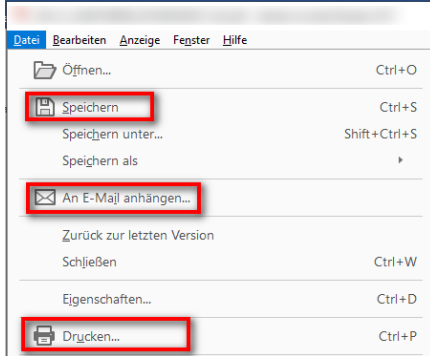 Datei Bearbeiten Anzeige Fenster Hilfe
Öffnen... Ctrl+O
Speichern Ctrl+S
Speichern unter... Shift+Ctrl+S
Speichern als
An E-Mail anhängen...
Zurück zur letzten Version
Schließen Ctrl+W
Eigenschaften... Ctrl+D
Drucken... Ctrl+P